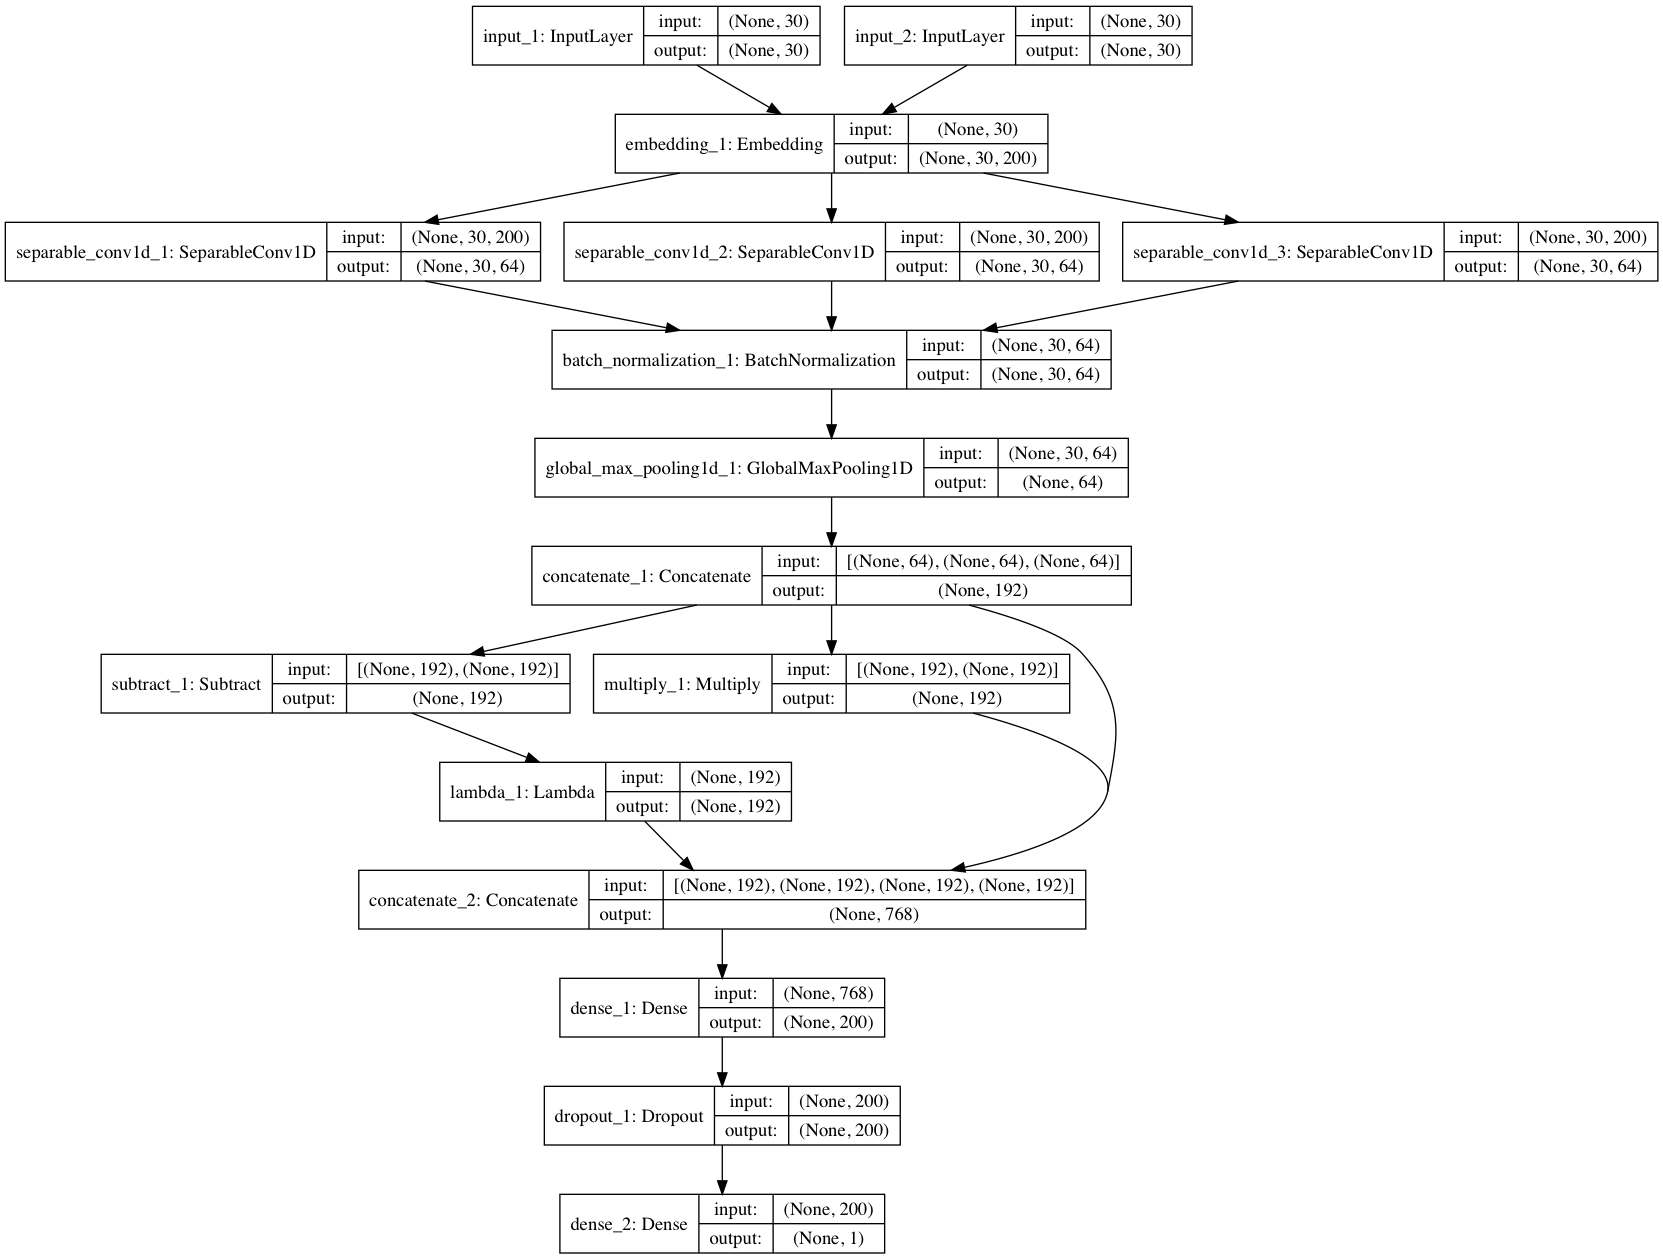 input_1: InputLayer
input:
(None, 30)
output:
(None, 30)
input_2: InputLayer
input:
(None, 30)
output:
(None, 30)
embedding_1: Embedding
input:
(None, 30)
output:
(None, 30, 200)
separable_conv1d_1: SeparableConv1D
input:
(None, 30, 200)
output:
(None, 30, 64)
separable_conv1d_2: SeparableConv1D
input:
(None, 30, 200)
output:
(None, 30, 64)
separable_conv1d_3: SeparableConv1D
input:
(None, 30, 200)
output:
(None, 30, 64)
batch_normalization_1: BatchNormalization
input:
(None, 30, 64)
output:
(None, 30, 64)
global_max_pooling1d_1: GlobalMaxPooling1D
input:
(None, 30, 64)
output:
(None, 64)
concatenate_1: Concatenate
input:
[(None, 64), (None, 64), (None, 64)]
output:
(None, 192)
subtract_1: Subtract
input:
[(None, 192), (None, 192)]
output:
(None, 192)
multiply_1: Multiply
input:
[(None, 192), (None, 192)]
output:
(None, 192)
lambda_1: Lambda
input:
(None, 192)
output:
(None, 192)
concatenate_2: Concatenate
input:
[(None, 192), (None, 192), (None, 192), (None, 192)]
output:
(None, 768)
dense_1: Dense
input:
(None, 768)
output:
(None, 200)
dropout_1: Dropout
input:
(None, 200)
output:
(None, 200)
dense_2: Dense
input:
(None, 200)
output:
(None, 1)